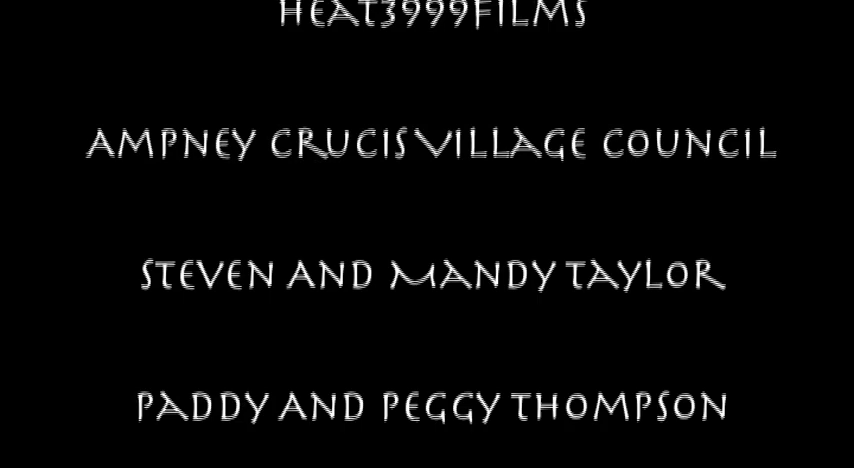 Heat3999Films
Ampney Crucis Village Council
Steven And Mandy Taylor
Paddy And Peggy Thompson